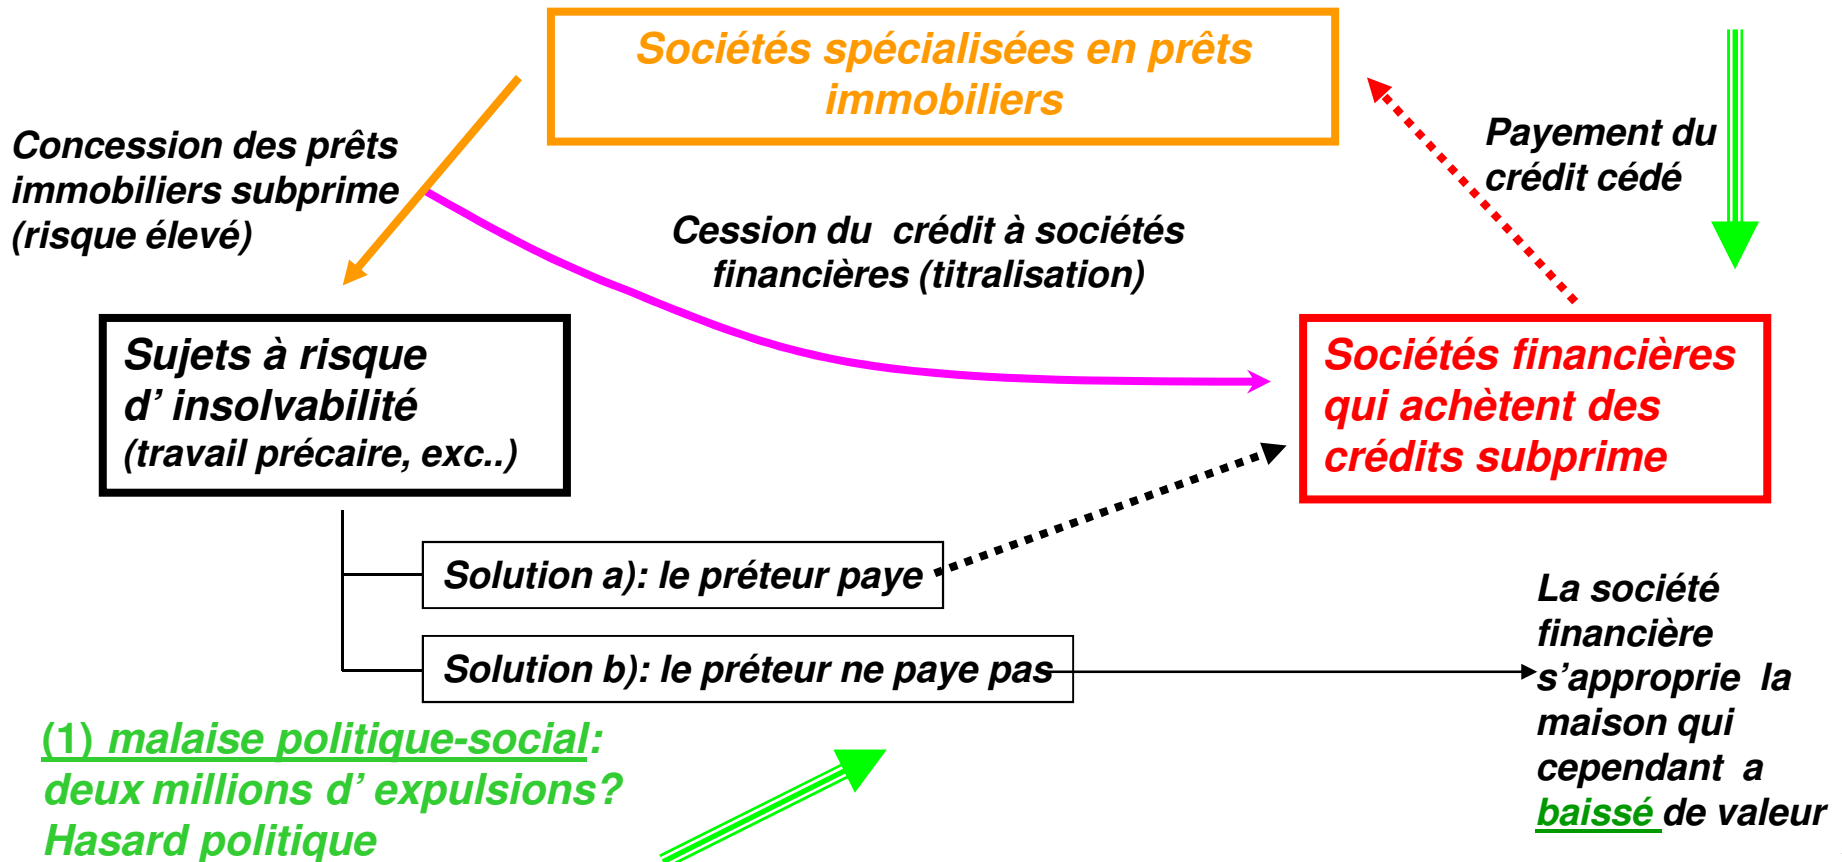 Sociétés spécialisées en prêts
immobiliers
Concession des prêts
immobiliers subprime
(risque élevé)
Payement du
crédit cédé
Cession du crédit à sociétés
financières (titralisation)
Sujets à risque
d' insolvabilité
(travail précaire, exc..)
Sociétés financières
qui achètent des
crédits subprime
Solution a): le préteur paye
Solution b): le préteur ne paye pas
La société
financière
s'approprie la
maison qui
cependant a
baissé de valeur
(1) malaise politique-social:
deux millions d' expulsions?
Hasard politique